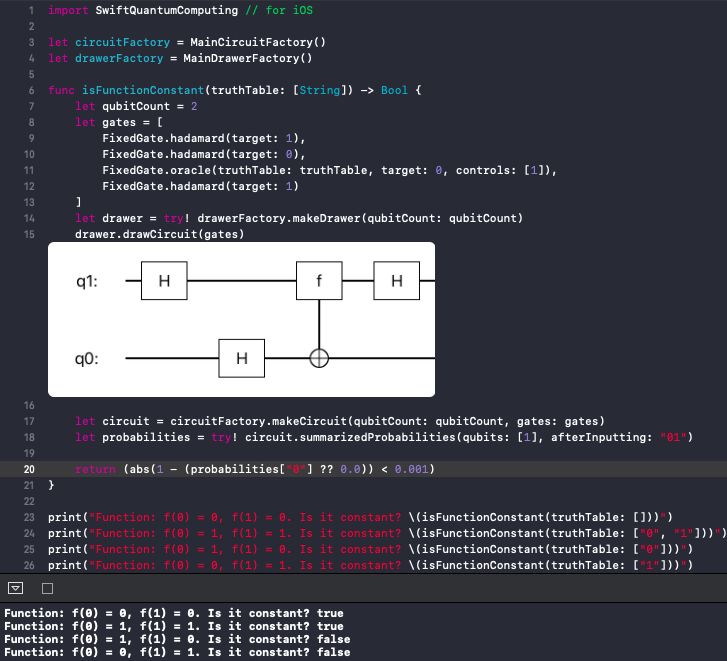 1 import SwiftQuantumComputing // for iOS
2
3 let circuitFactory = MainCircuitFactory()
4 let drawerFactory = MainDrawerFactory()
5
6 func isFunctionConstant(truthTable: [String]) -> Bool {
7 let qubitCount = 2
8 let gates = [
9 FixedGate.hadamard(target: 1),
10 FixedGate.hadamard(target: 0),
11 FixedGate.oracle(truthTable: truthTable, target: 0, controls: [1]),
12 FixedGate.hadamard(target: 1)
13 ]
14 let drawer = try! drawerFactory.makeDrawer(qubitCount: qubitCount)
15 drawer.drawCircuit(gates)
q1: H f H
q0: H
16
17 let circuit = circuitFactory.makeCircuit(qubitCount: qubitCount, gates: gates)
18 let probabilities = try! circuit.summarizedProbabilities(qubits: [1], afterInputting: "01")
19
20 return (abs(1 - (probabilities["0"] ?? 0.0)) < 0.001)
21 }
22
23 print("Function: f(0) = 0, f(1) = 0. Is it constant? \(isFunctionConstant(truthTable: []))")
24 print("Function: f(0) = 1, f(1) = 1. Is it constant? \(isFunctionConstant(truthTable: ["0", "1"]))")
25 print("Function: f(0) = 1, f(1) = 0. Is it constant? \(isFunctionConstant(truthTable: ["0"]))")
26 print("Function: f(0) = 0, f(1) = 1. Is it constant? \(isFunctionConstant(truthTable: ["1"]))")
Function: f(0) = 0, f(1) = 0. Is it constant? true
Function: f(0) = 1, f(1) = 1. Is it constant? true
Function: f(0) = 1, f(1) = 0. Is it constant? false
Function: f(0) = 0, f(1) = 1. Is it constant? false